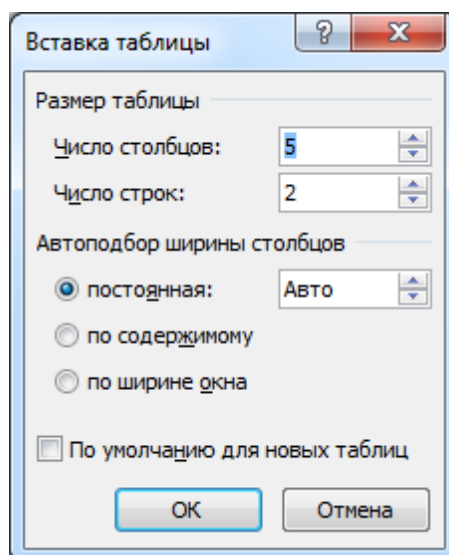 Вставка таблицы
Размер таблицы
Число столбцов: 5
Число строк: 2
Автоподбор ширины столбцов
постоянная: Авто
по содержимому
по ширине окна
По умолчанию для новых таблиц
ОК Отмена